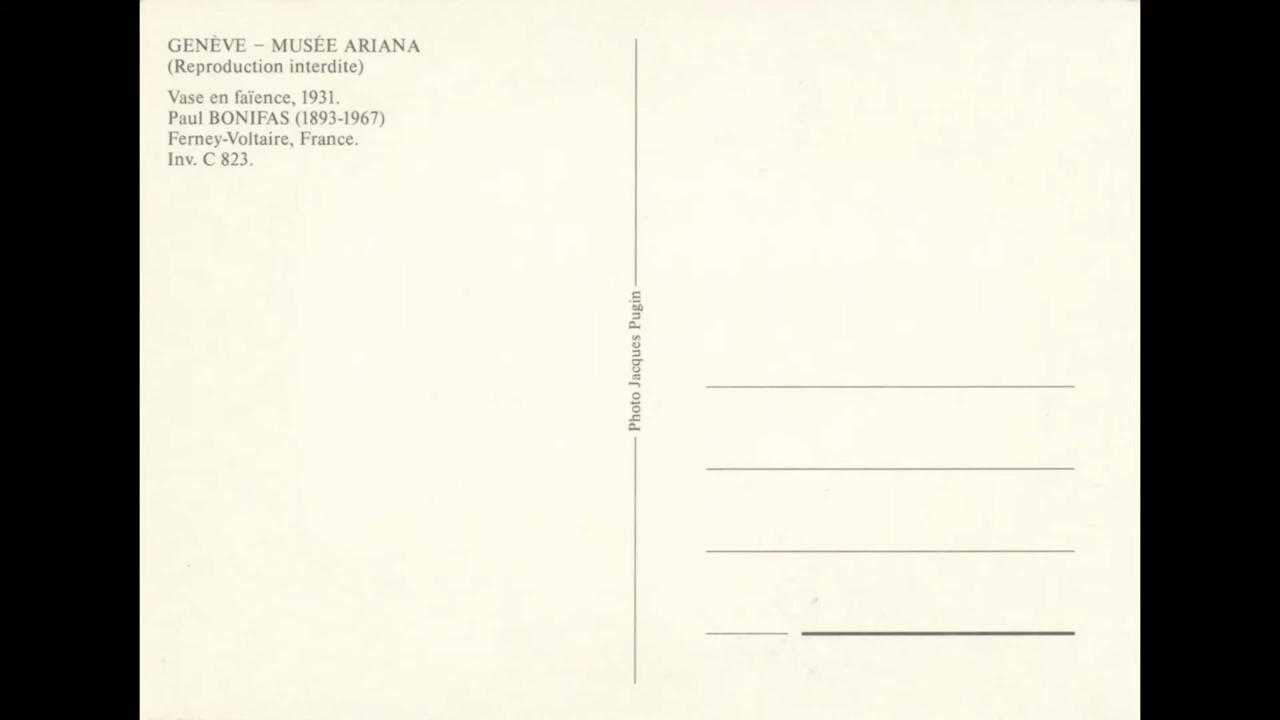 GENÈVE – MUSÉE ARIANA
(Reproduction interdite)
Vase en faïence, 1931.
Paul BONIFAS (1893-1967)
Ferney-Voltaire, France.
Inv. C 823.
Photo Jacques Pugin